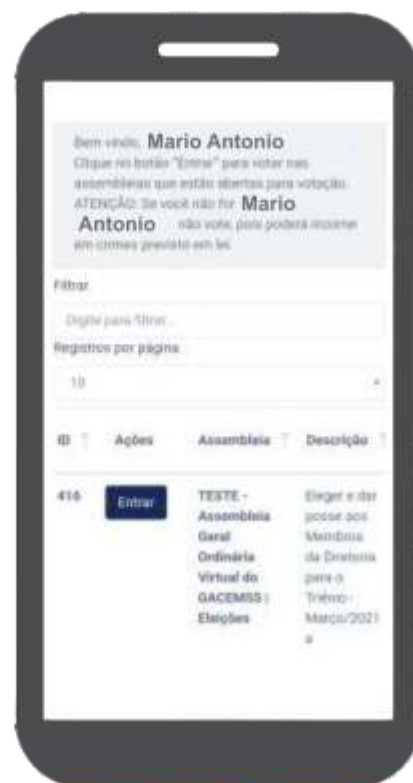 Bem vindo, Mario Antonio
Clique no botão "Entrar" para votar nas
assembleias que estão abertas para votação.
ATENÇÃO: Se você não for Mario
Antonio não vote, pois poderá incorrer
em crimes previsto em lei.
Filtrar
Digite para filtrar...
Registros por página
10
ID Ações Assembleia Descrição
416 Entrar TESTE - Eleger e dar
Assembleia posse aos
Geral Membros
Ordinária da Diretoria
Virtual do para o
GACEMSS | Triênio -
Eleições Março/2021
a